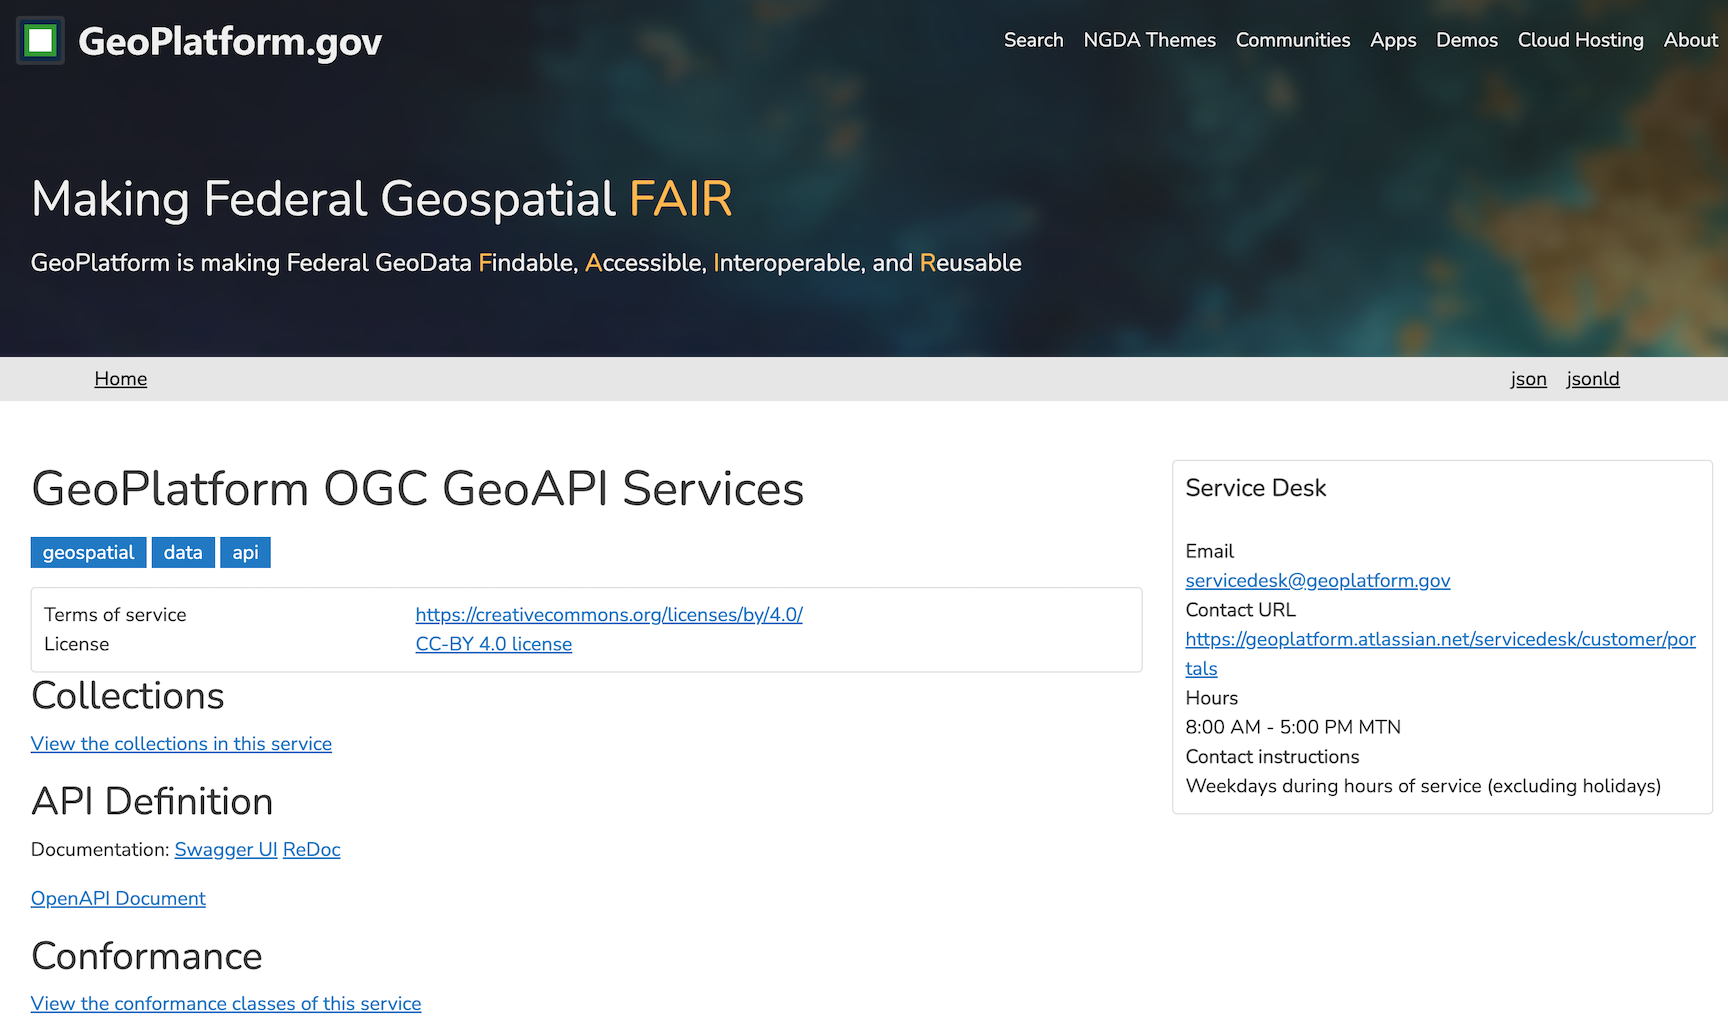 GeoPlatform.gov
Search NGDA Themes Communities Apps Demos Cloud Hosting About
Making Federal Geospatial FAIR
GeoPlatform is making Federal GeoData Findable, Accessible, Interoperable, and Reusable
Home
json jsonld
GeoPlatform OGC GeoAPI Services
geospatial data api
Terms of service https://creativecommons.org/licenses/by/4.0/
License CC-BY 4.0 license
Collections
View the collections in this service
API Definition
Documentation: Swagger UI ReDoc
OpenAPI Document
Conformance
View the conformance classes of this service
Service Desk
Email
servicedesk@geoplatform.gov
Contact URL
https://geoplatform.atlassian.net/servicedesk/customer/por
tals
Hours
8:00 AM - 5:00 PM MTN
Contact instructions
Weekdays during hours of service (excluding holidays)